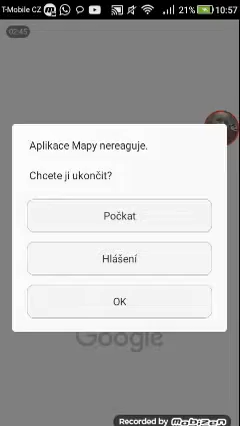 T-Mobile CZ 21% 10:57
02:45
Aplikace Mapy nereaguje.
Chcete ji ukončit?
Počkat
Hlášení
OK
Google
Recorded by Mobizen